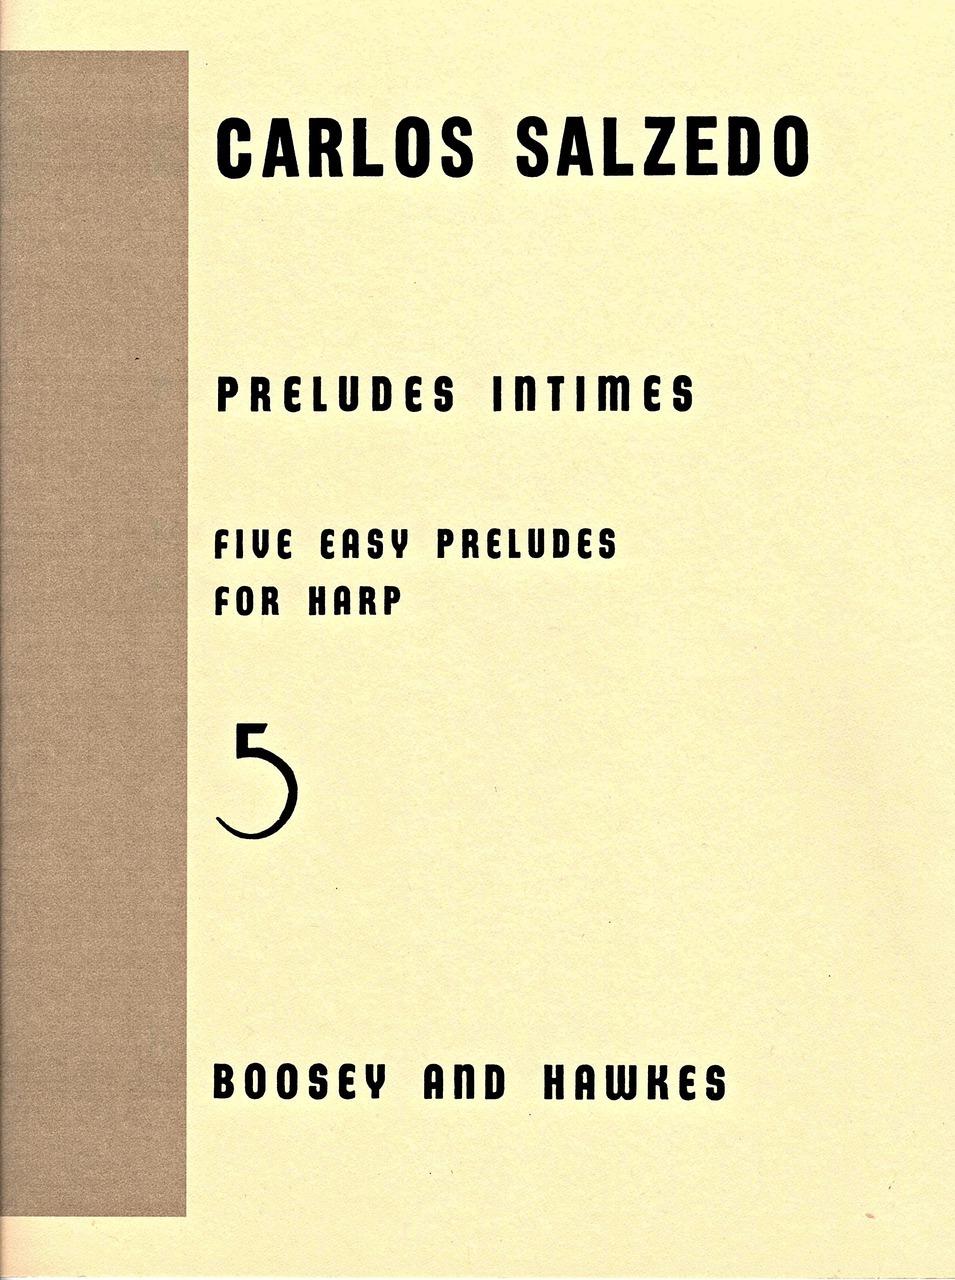 CARLOS SALZEDO
PRELUDES INTIMES
FIVE EASY PRELUDES
FOR HARP
5
BOOSEY AND HAWKES